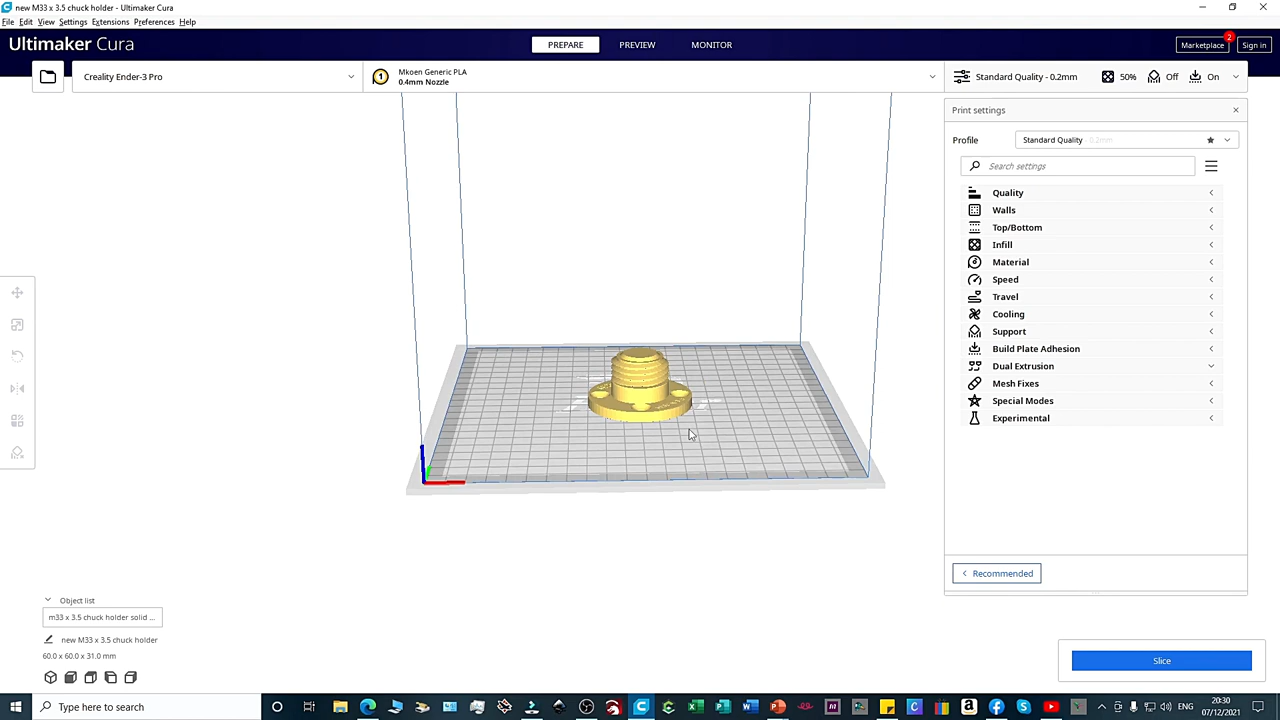 new M33 x 3.5 chuck holder - Ultimaker Cura
File Edit View Settings Extensions Preferences Help
Ultimaker Cura
PREPARE
PREVIEW
MONITOR
Marketplace
2
Sign in
Creality Ender-3 Pro
1
Mkoen Generic PLA
0.4mm Nozzle
Standard Quality - 0.2mm
50%
Off
On
Print settings
Profile
Standard Quality - 0.2mm
Search settings
Quality
Walls
Top/Bottom
Infill
Material
Speed
Travel
Cooling
Support
Build Plate Adhesion
Dual Extrusion
Mesh Fixes
Special Modes
Experimental
Recommended
Object list
m33 x 3.5 chuck holder solid ...
new M33 x 3.5 chuck holder
60.0 x 60.0 x 31.0 mm
Slice
Type here to search
ENG
20:30
07/12/2021